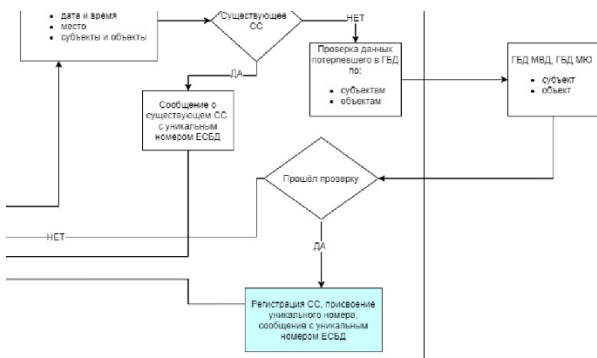 • дата и время
• место
• субъекты и объекты
Существующее
СС
НЕТ
Проверка данных
потерпевшего в ГБД
по:
• субъектам
• объектам
ГБД МВД, ГБД МЮ
• субъект
• объект
ДА
Сообщение о
существующем СС
с уникальным
номером ЕСБД
Прошёл проверку
НЕТ
ДА
Регистрация СС, присвоение
уникального номера,
сообщение с уникальным
номером ЕСБД